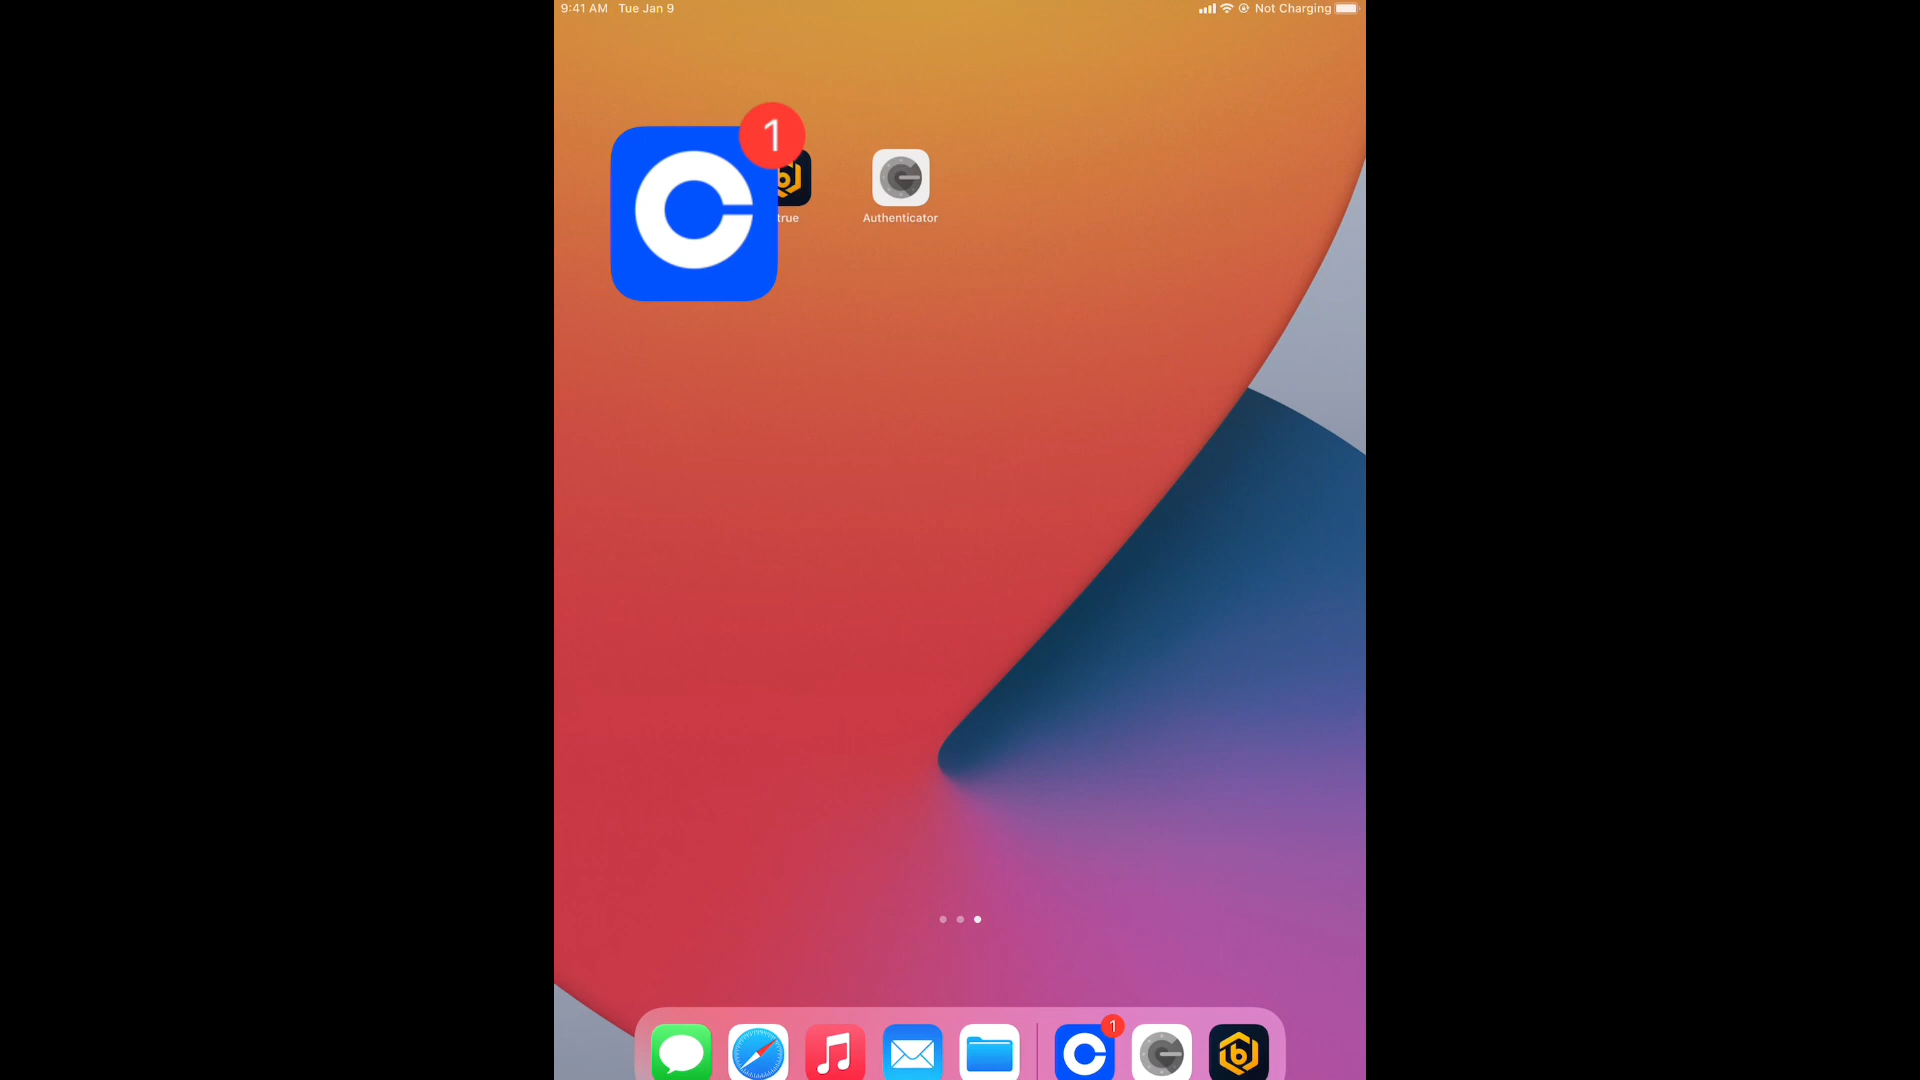 9:41 AM Tue Jan 9
Not Charging
1
true
Authenticator
1